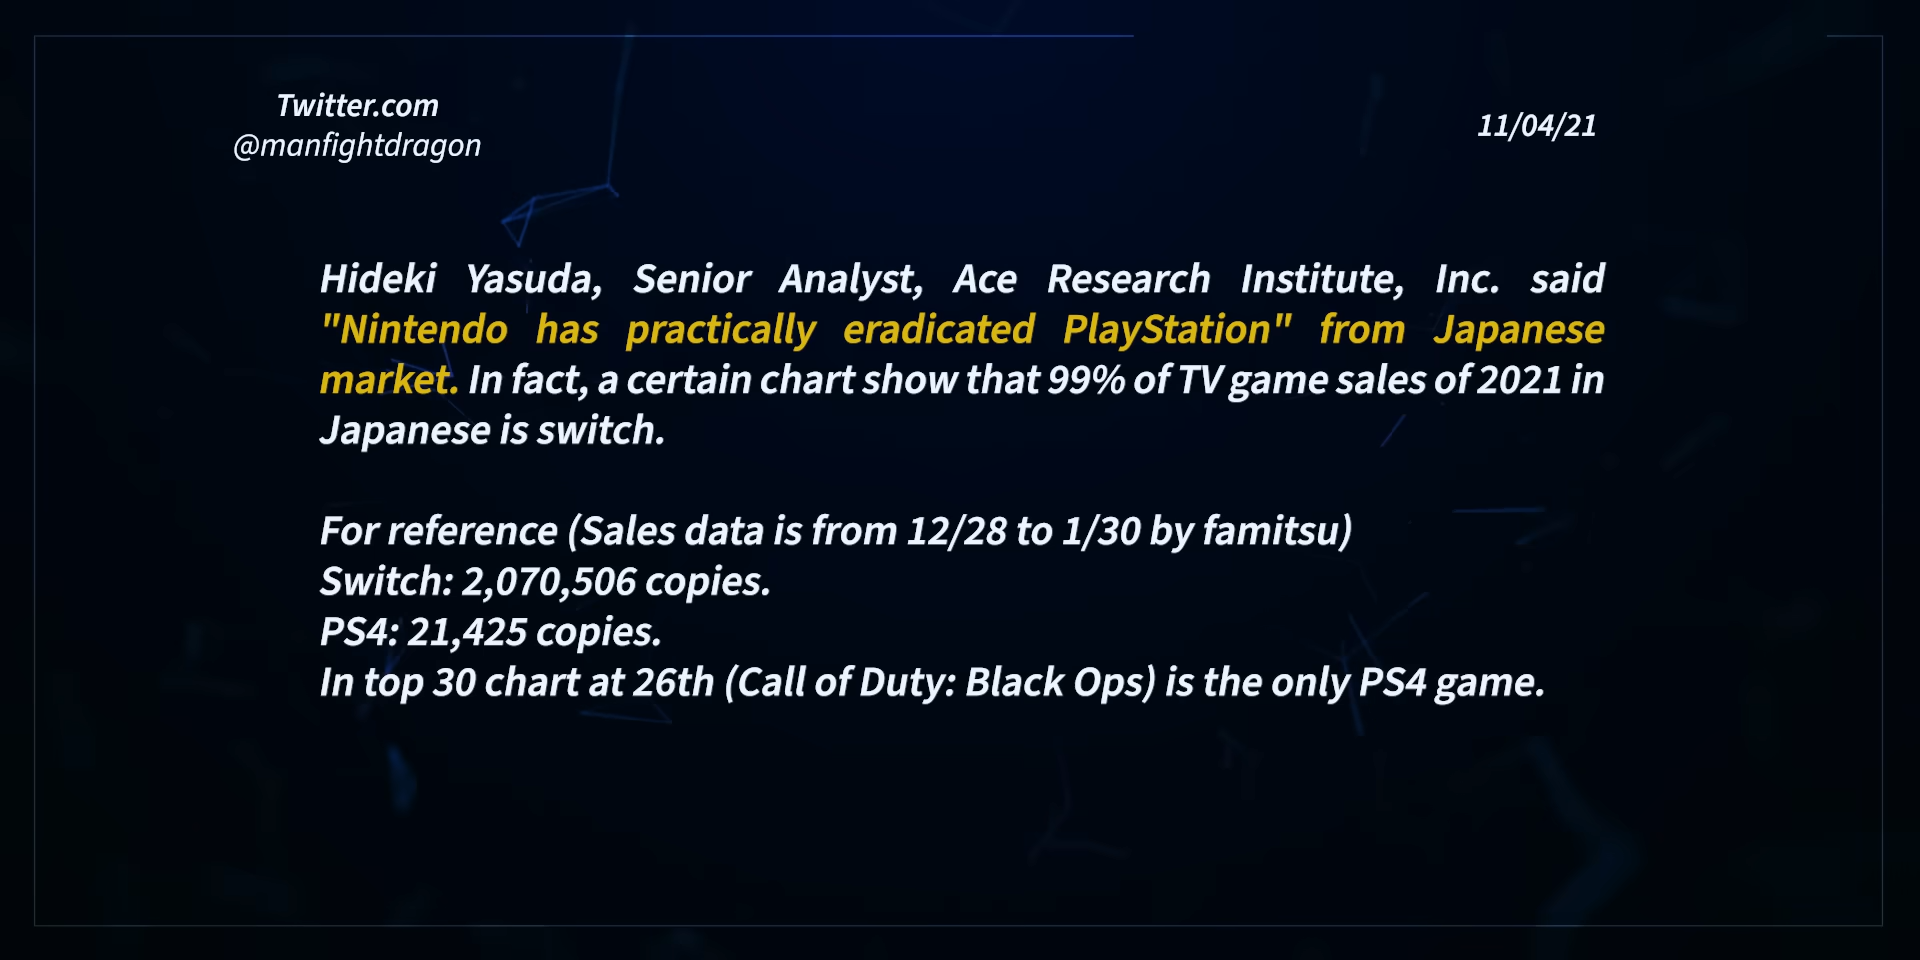 Twitter.com
@manfightdragon
11/04/21
Hideki Yasuda, Senior Analyst, Ace Research Institute, Inc. said
"Nintendo has practically eradicated PlayStation" from Japanese
market. In fact, a certain chart show that 99% of TV game sales of 2021 in
Japanese is switch.
For reference (Sales data is from 12/28 to 1/30 by famitsu)
Switch: 2,070,506 copies.
PS4: 21,425 copies.
In top 30 chart at 26th (Call of Duty: Black Ops) is the only PS4 game.